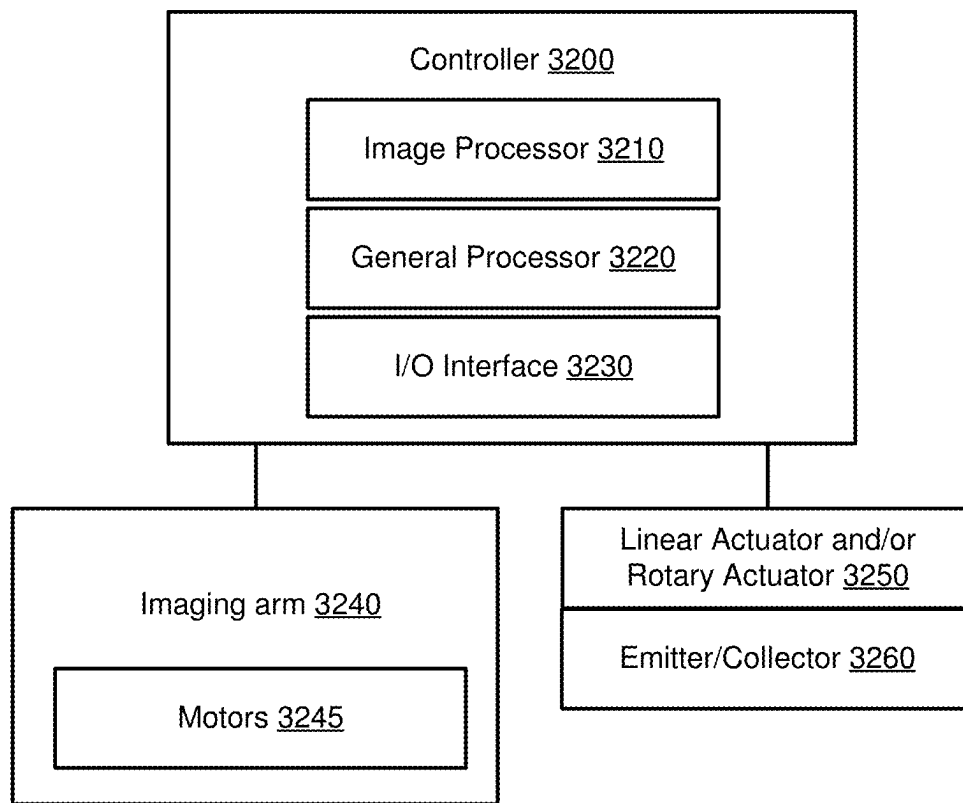 Controller 3200
Image Processor 3210
General Processor 3220
I/O Interface 3230
Imaging arm 3240
Motors 3245
Linear Actuator and/or
Rotary Actuator 3250
Emitter/Collector 3260